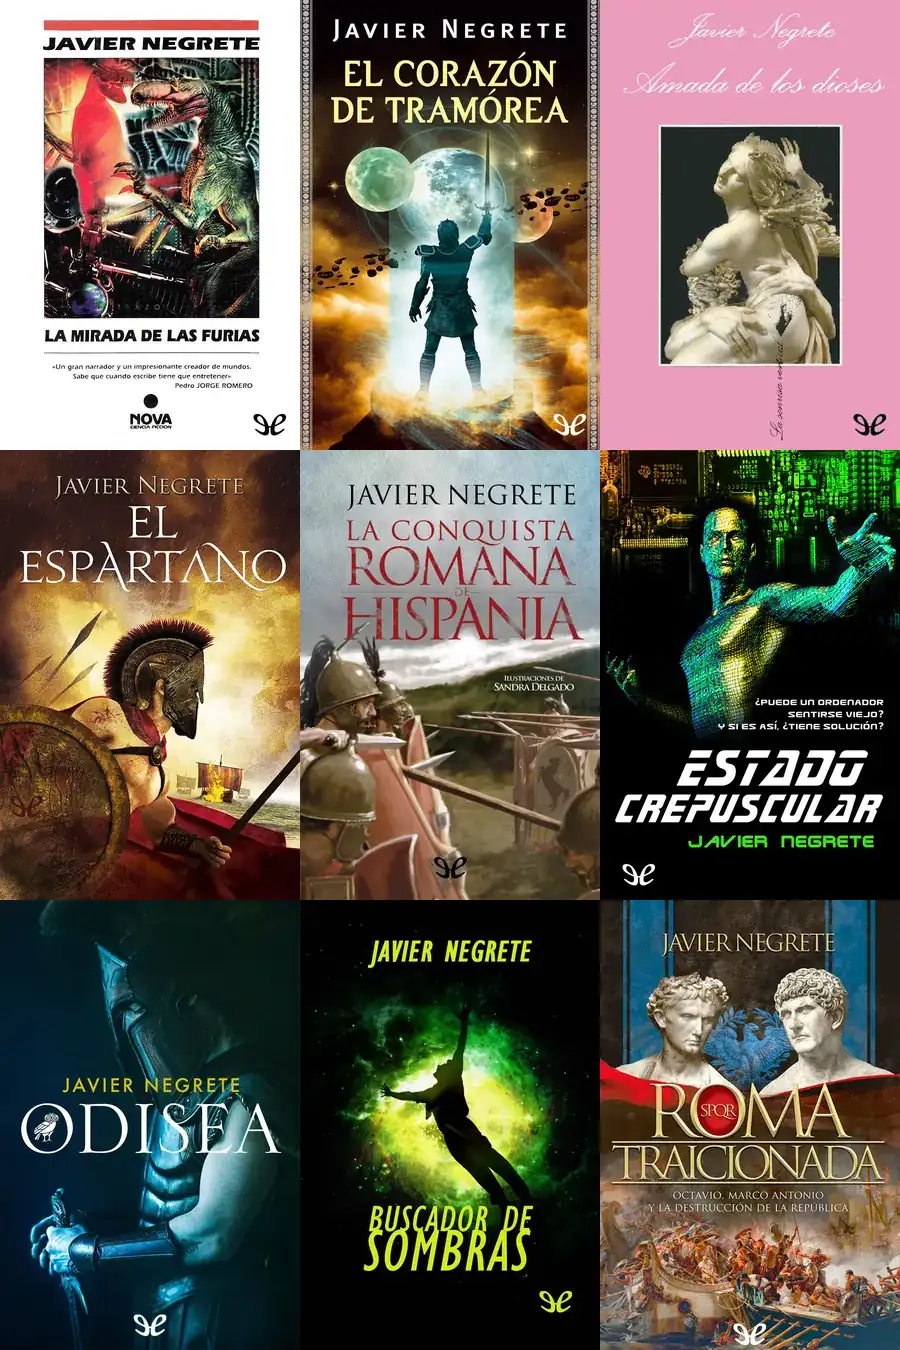 JAVIER NEGRETE
LA MIRADA DE LAS FURIAS
«Un gran narrador y un impresionante creador de mundos.
Sabe que cuando escribe tiene que entretener»
Pedro JORGE ROMERO
NOVA
CIENCIA FICCIÓN
JAVIER NEGRETE
EL CORAZÓN
DE TRAMÓREA
Javier Negrete
Amada de los dioses
La sonrisa vertical
JAVIER NEGRETE
EL
ESPARTANO
JAVIER NEGRETE
LA CONQUISTA
ROMANA
DE
HISPANIA
ILUSTRACIONES DE
SANDRA DELGADO
¿PUEDE UN ORDENADOR
SENTIRSE VIEJO?
Y SI ES ASÍ, ¿TIENE SOLUCIÓN?
ESTADO
CREPUSCULAR
JAVIER NEGRETE
JAVIER NEGRETE
ODISEA
JAVIER NEGRETE
BUSCADOR DE
SOMBRAS
JAVIER NEGRETE
ROMA
SPQR
TRAICIONADA
OCTAVIO, MARCO ANTONIO
Y LA DESTRUCCIÓN DE LA REPÚBLICA